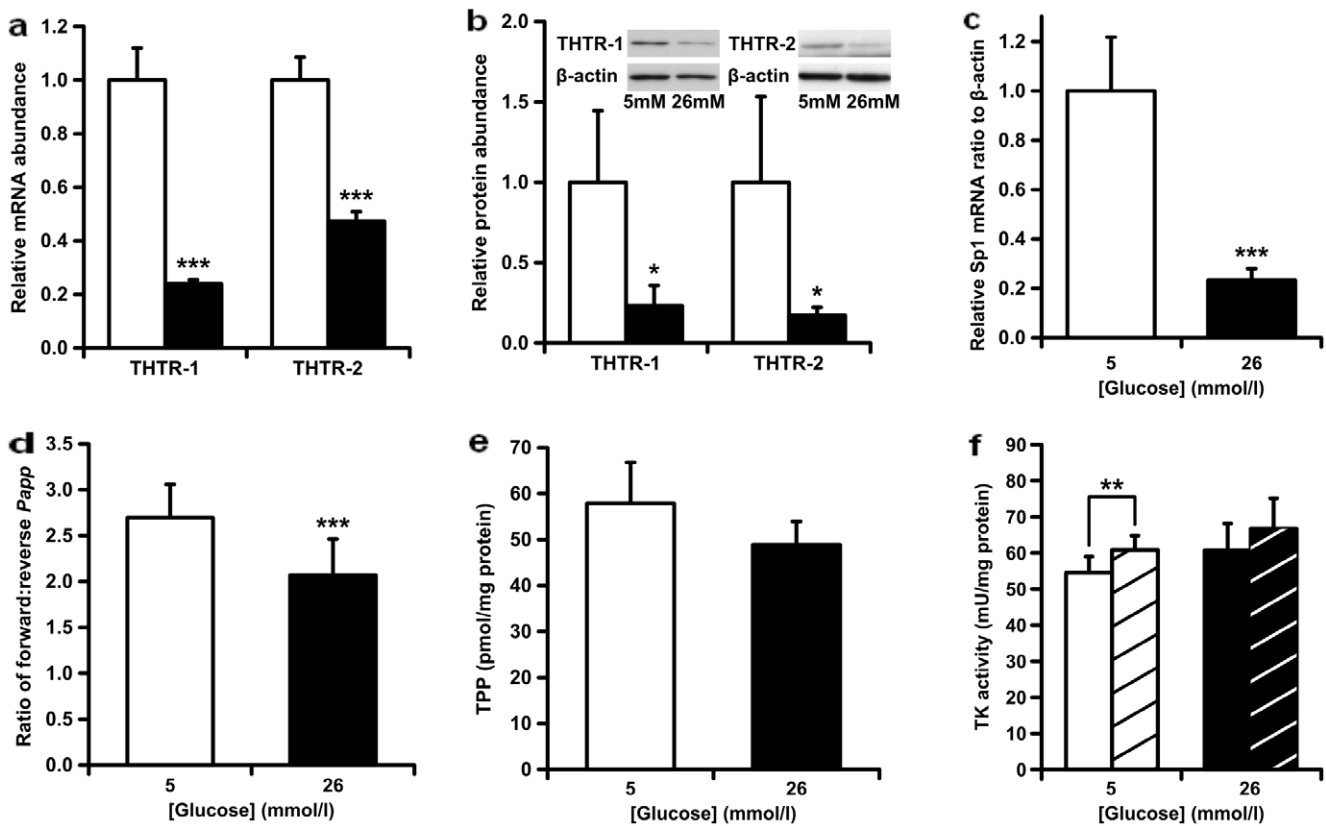 a
Relative mRNA abundance
1.2
1.0
0.8
0.6
0.4
0.2
0.0
***
***
THTR-1
THTR-2
b
Relative protein abundance
2.0
1.5
1.0
0.5
0.0
THTR-1
β-actin
5mM 26mM
THTR-2
β-actin
5mM 26mM
*
*
THTR-1
THTR-2
c
Relative Sp1 mRNA ratio to β-actin
1.2
1.0
0.8
0.6
0.4
0.2
0.0
***
5
26
[Glucose] (mmol/l)
d
Ratio of forward:reverse Papp
3.5
3.0
2.5
2.0
1.5
1.0
0.5
0.0
***
5
26
[Glucose] (mmol/l)
e
TPP (pmol/mg protein)
70
60
50
40
30
20
10
0
5
26
[Glucose] (mmol/l)
f
TK activity (mU/mg protein)
90
80
70
60
50
40
30
20
10
0
**
5
26
[Glucose] (mmol/l)